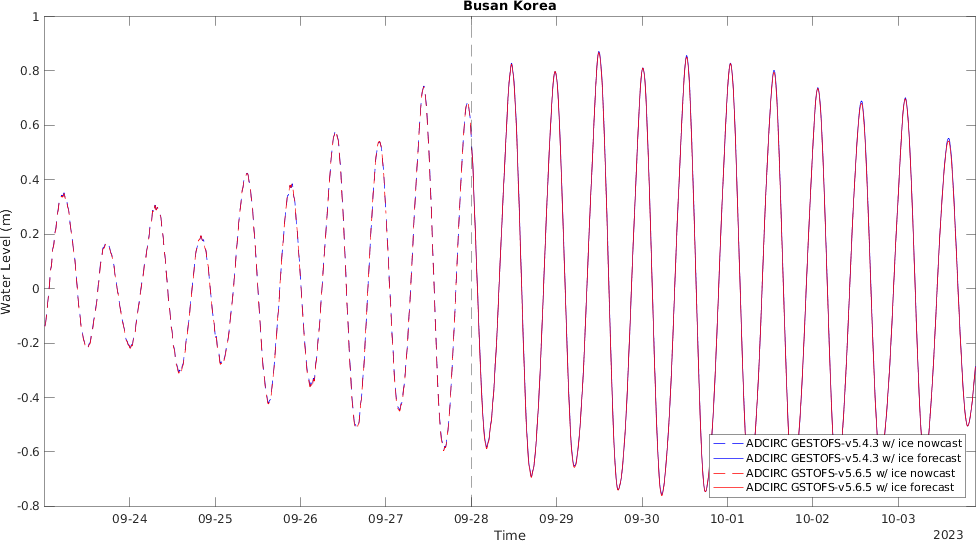 Busan Korea
Water Level (m)
1
0.8
0.6
0.4
0.2
0
-0.2
-0.4
-0.6
-0.8
ADCIRC GESTOFS-v5.4.3 w/ ice nowcast
ADCIRC GESTOFS-v5.4.3 w/ ice forecast
ADCIRC GSTOFS-v5.6.5 w/ ice nowcast
ADCIRC GSTOFS-v5.6.5 w/ ice forecast
09-24 09-25 09-26 09-27 09-28 09-29 09-30 10-01 10-02 10-03
Time
2023